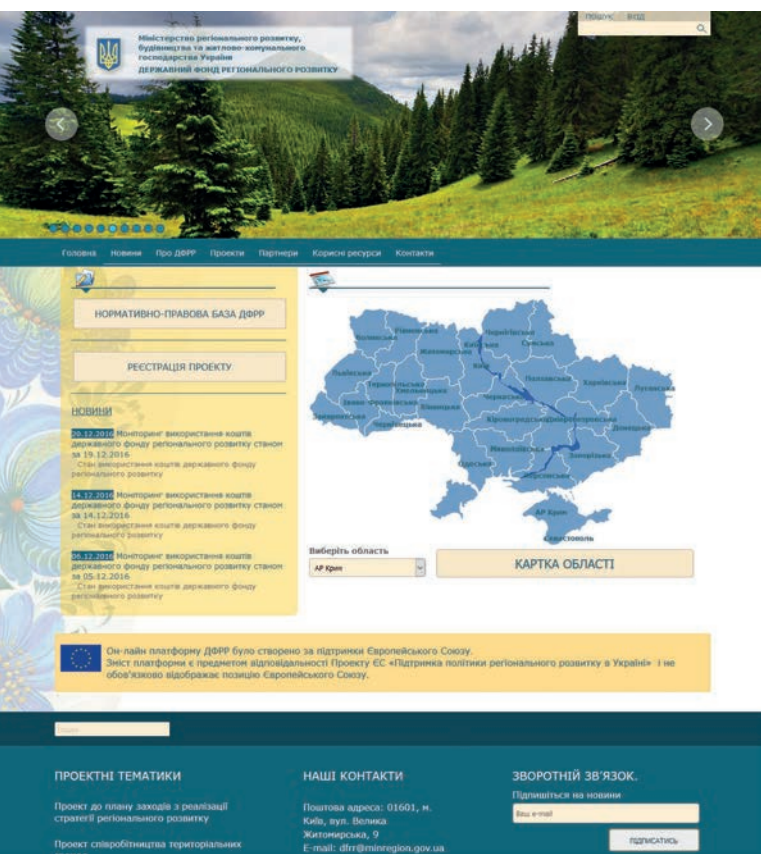 ПОШУК ВХІД
Міністерство регіонального розвитку,
будівництва та житлово-комунального
господарства України
ДЕРЖАВНИЙ ФОНД РЕГІОНАЛЬНОГО РОЗВИТКУ
Головна Новини Про ДФРР Проекти Партнери Корисні ресурси Контакти
НОРМАТИВНО-ПРАВОВА БАЗА ДФРР
РЕЄСТРАЦІЯ ПРОЕКТУ
НОВИНИ
20.12.2016 Моніторинг використання коштів
державного фонду регіонального розвитку станом
за 19.12.2016
Стан використання коштів державного фонду
регіонального розвитку
14.12.2016 Моніторинг використання коштів
державного фонду регіонального розвитку станом
за 14.12.2016
Стан використання коштів державного фонду
регіонального розвитку
06.12.2016 Моніторинг використання коштів
державного фонду регіонального розвитку станом
за 05.12.2016
Стан використання коштів державного фонду
регіонального розвитку
Волинська
Рівненська
Житомирська
Київська
Чернігівська
Сумська
Київ
Львівська
Тернопільська
Хмельницька
Полтавська
Харківська
Луганська
Івано-Франківська
Вінницька
Черкаська
Закарпатська
Чернівецька
Кіровоградська
Дніпропетровська
Донецька
Миколаївська
Запорізька
Одеська
Херсонська
АР Крим
Севастополь
Виберіть область
АР Крим
КАРТКА ОБЛАСТІ
Он-лайн платформу ДФРР було створено за підтримки Європейського Союзу.
Зміст платформи є предметом відповідальності Проекту ЄС «Підтримка політики регіонального розвитку в Україні» і не
обов'язково відображає позицію Європейського Союзу.
ПРОЕКТНІ ТЕМАТИКИ
Проект до плану заходів з реалізації
стратегії регіонального розвитку
Проект співробітництва територіальних
НАШІ КОНТАКТИ
Поштова адреса: 01601, м.
Київ, вул. Велика
Житомирська, 9
E-mail: dfrr@minregion.gov.ua
ЗВОРОТНІЙ ЗВ'ЯЗОК.
Підпишіться на новини
Ваш e-mail
ПІДПИСАТИСЬ